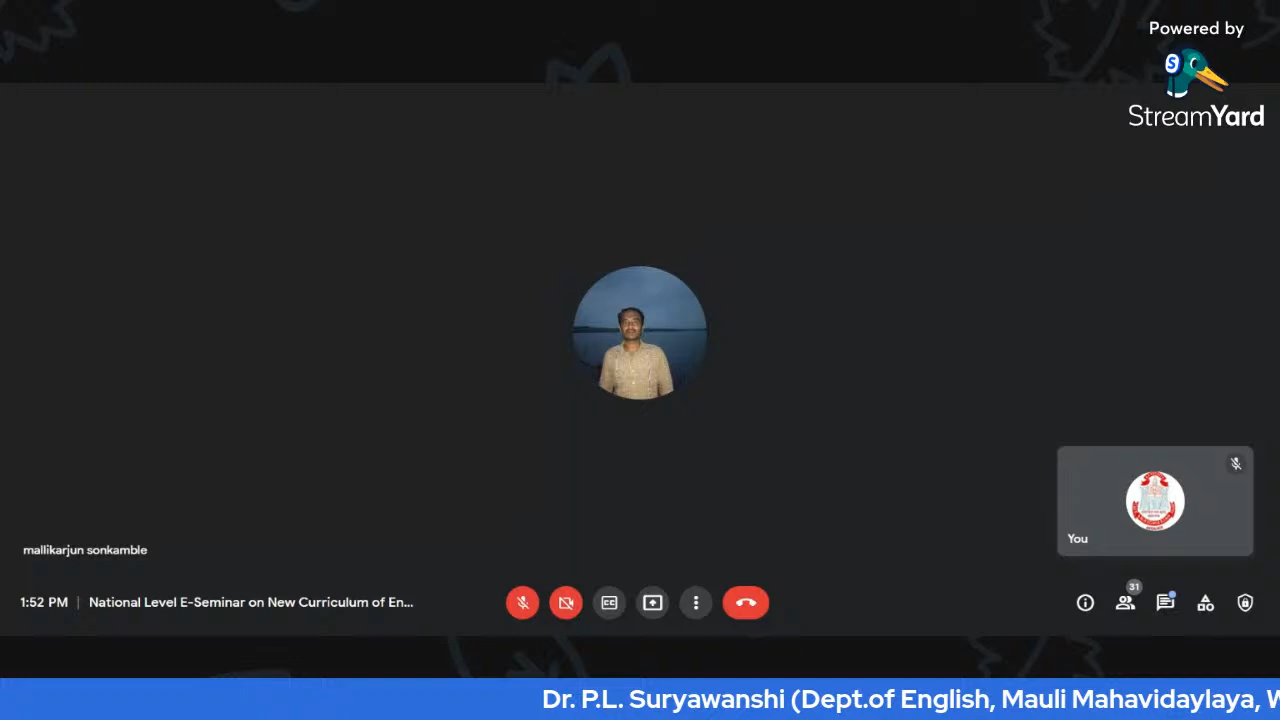 Powered by
StreamYard
mallikarjun sonkamble
You
1:52 PM | National Level E-Seminar on New Curriculum of En...
CC
31
Dr. P.L. Suryawanshi (Dept.of English, Mauli Mahavidaylaya, W